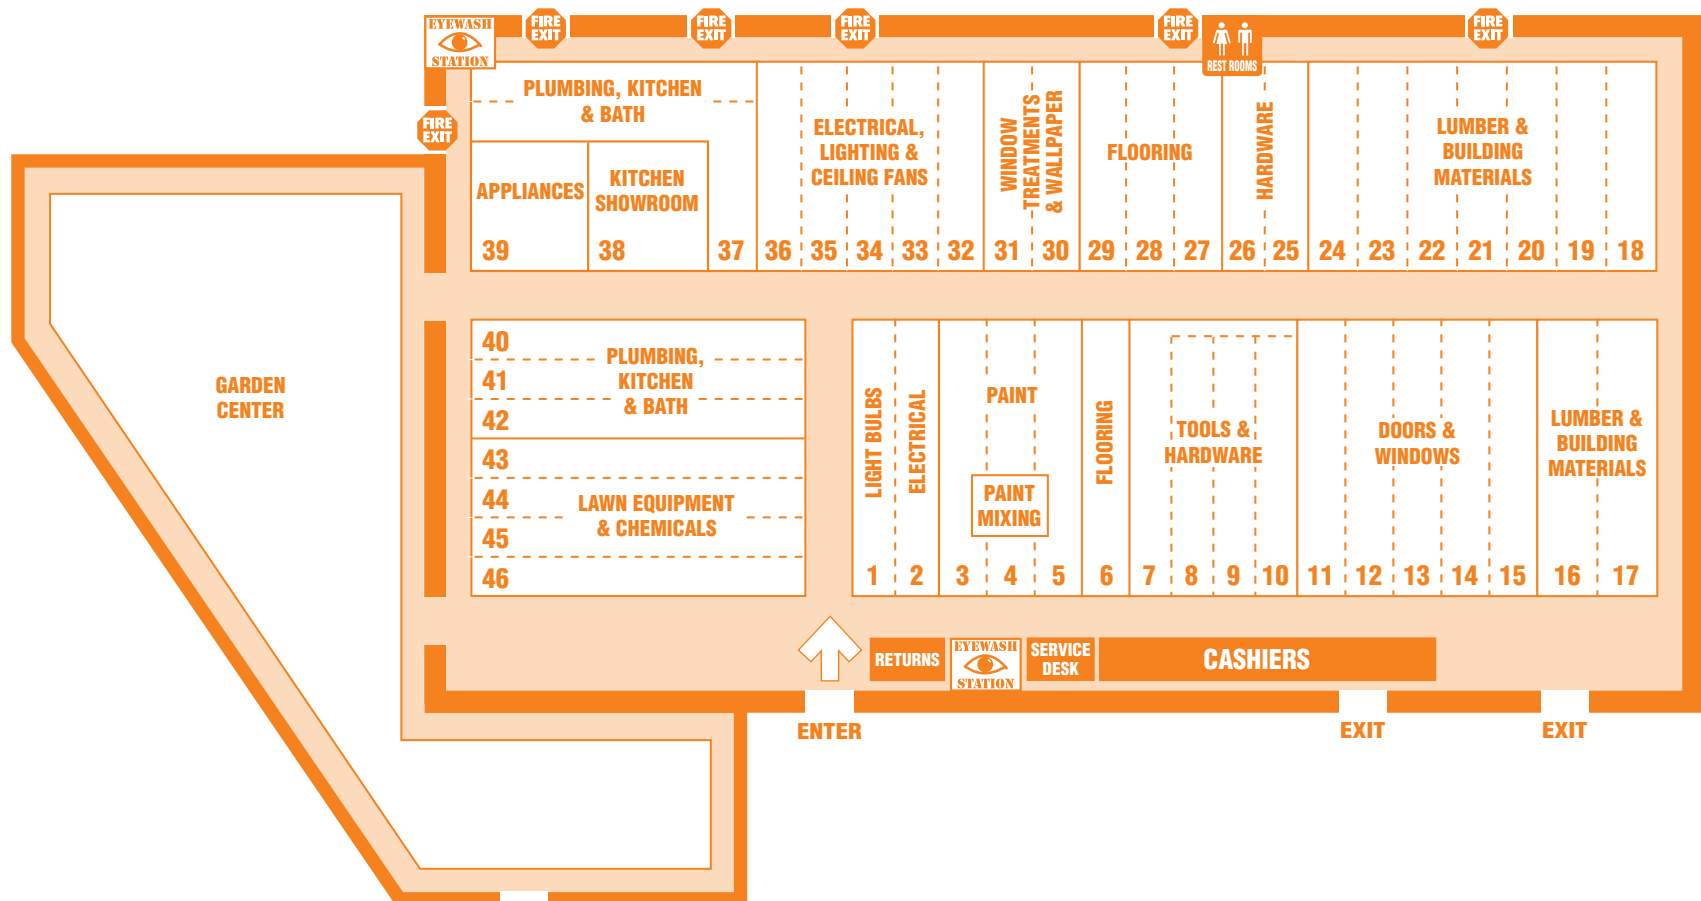 EYEWASH
STATION
FIRE
EXIT
FIRE
EXIT
FIRE
EXIT
FIRE
EXIT
REST ROOMS
FIRE
EXIT
FIRE
EXIT
PLUMBING, KITCHEN
& BATH
APPLIANCES
KITCHEN
SHOWROOM
ELECTRICAL,
LIGHTING &
CEILING FANS
WINDOW
TREATMENTS
& WALLPAPER
FLOORING
HARDWARE
LUMBER &
BUILDING
MATERIALS
39 38 37 36 35 34 33 32 31 30 29 28 27 26 25 24 23 22 21 20 19 18
GARDEN
CENTER
40
41
42
PLUMBING,
KITCHEN
& BATH
43
44
45
46
LAWN EQUIPMENT
& CHEMICALS
LIGHT BULBS
ELECTRICAL
PAINT
PAINT
MIXING
FLOORING
TOOLS &
HARDWARE
DOORS &
WINDOWS
LUMBER &
BUILDING
MATERIALS
1 2 3 4 5 6 7 8 9 10 11 12 13 14 15 16 17
RETURNS
EYEWASH
STATION
SERVICE
DESK
CASHIERS
ENTER
EXIT
EXIT